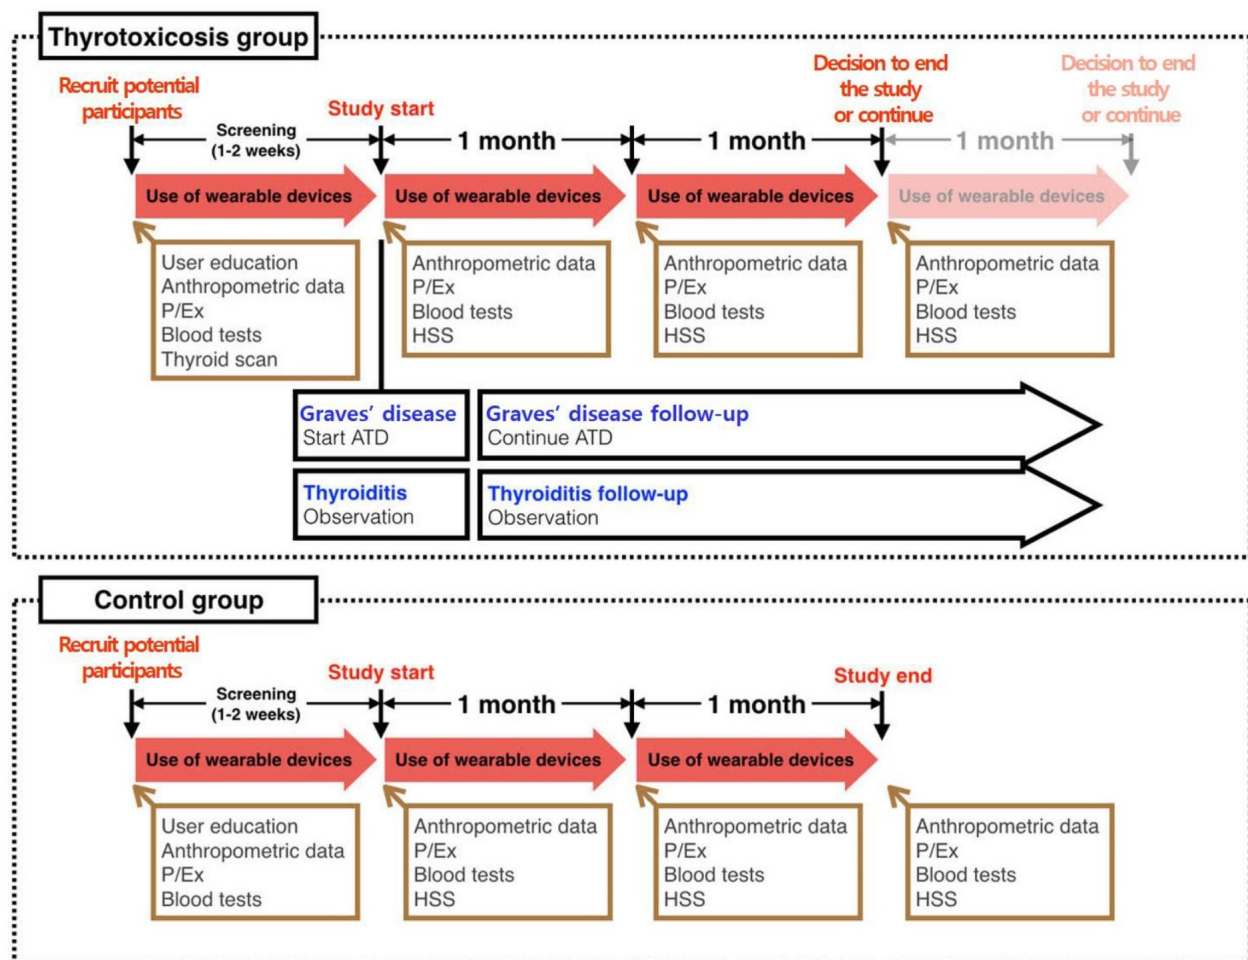 Thyrotoxicosis group
Recruit potential
participants
Screening
(1-2 weeks)
Study start
1 month
1 month
Decision to end
the study
or continue
1 month
Decision to end
the study
or continue
Use of wearable devices
Use of wearable devices
Use of wearable devices
Use of wearable devices
User education
Anthropometric data
P/Ex
Blood tests
Thyroid scan
Anthropometric data
P/Ex
Blood tests
HSS
Anthropometric data
P/Ex
Blood tests
HSS
Anthropometric data
P/Ex
Blood tests
HSS
Graves’ disease
Start ATD
Graves’ disease follow-up
Continue ATD
Thyroiditis
Observation
Thyroiditis follow-up
Observation
Control group
Recruit potential
participants
Screening
(1-2 weeks)
Study start
1 month
1 month
Study end
Use of wearable devices
Use of wearable devices
Use of wearable devices
User education
Anthropometric data
P/Ex
Blood tests
Anthropometric data
P/Ex
Blood tests
HSS
Anthropometric data
P/Ex
Blood tests
HSS
Anthropometric data
P/Ex
Blood tests
HSS